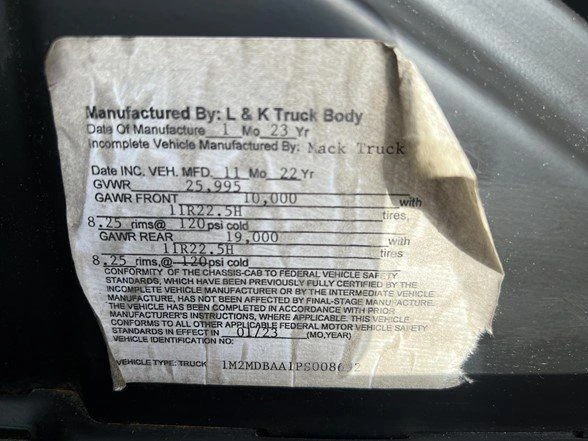 Manufactured By: L & K Truck Body
Date Of Manufacture 1 Mo 23 Yr
Incomplete Vehicle Manufactured By: Mack Truck
Date INC. VEH. MFD. 11 Mo 22 Yr
GVWR 25,995
GAWR FRONT 10,000 with
11R22.5H tires,
8.25 rims,@ 120 psi cold
GAWR REAR 19,000 with
11R22.5H tires
8.25 rims,@ 120 psi cold
CONFORMITY OF THE CHASSIS-CAB TO FEDERAL VEHICLE SAFETY
STANDARDS, WHICH HAVE BEEN PREVIOUSLY FULLY CERTIFIED BY THE
INCOMPLETE VEHICLE MANUFACTURER OR BY THE INTERMEDIATE VEHICLE
MANUFACTURE, HAS NOT BEEN AFFECTED BY FINAL-STAGE MANUFACTURE.
THE VEHICLE HAS BEEN COMPLETED IN ACCORDANCE WITH PRIOR
MANUFACTURER'S INSTRUCTIONS, WHERE APPLICABLE. THIS VEHICLE
CONFORMS TO ALL OTHER APPLICABLE FEDERAL MOTOR VEHICLE SAFETY
STANDARDS IN EFFECT IN 01/23 (MO,YEAR)
VEHICLE IDENTIFICATION NO:
VEHICLE TYPE: TRUCK